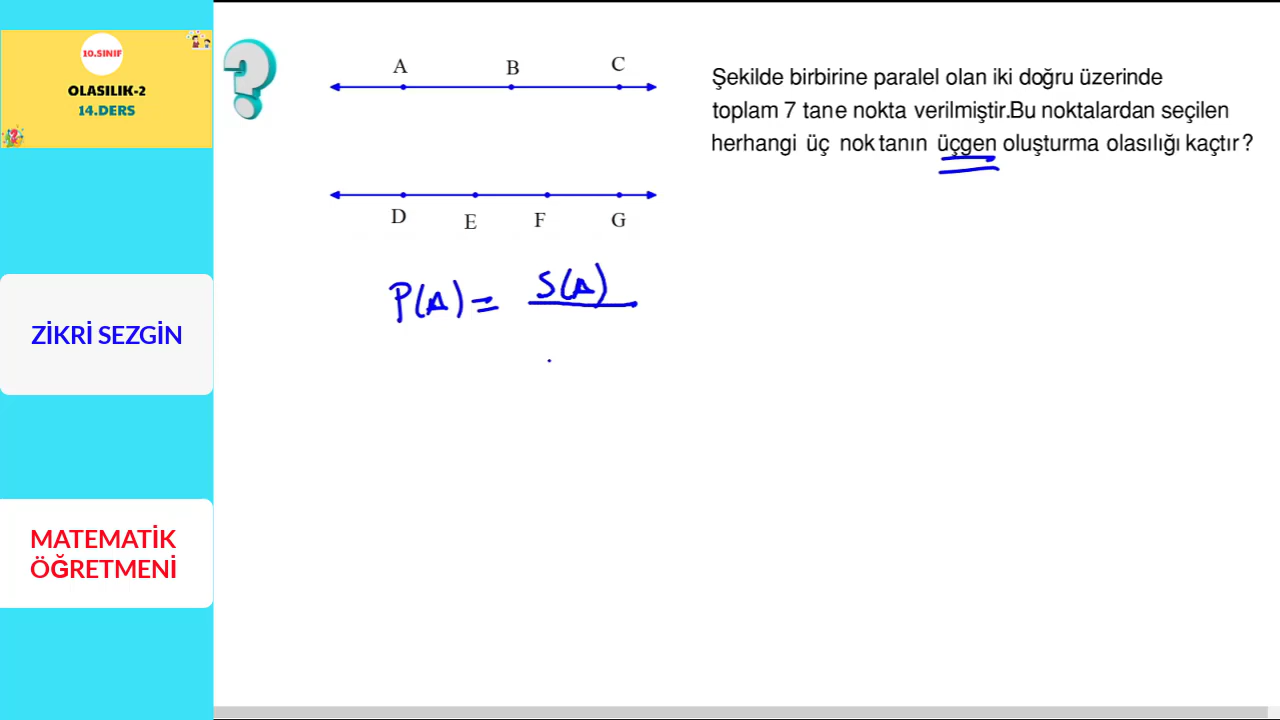 10.SINIF
OLASILIK-2
14.DERS
ZİKRİ SEZGİN
MATEMATİK
ÖĞRETMENİ
A B C
D E F G
Şekilde birbirine paralel olan iki doğru üzerinde
toplam 7 tane nokta verilmiştir.Bu noktalardan seçilen
herhangi üç noktanın üçgen oluşturma olasılığı kaçtır?
P(A) = S(A)